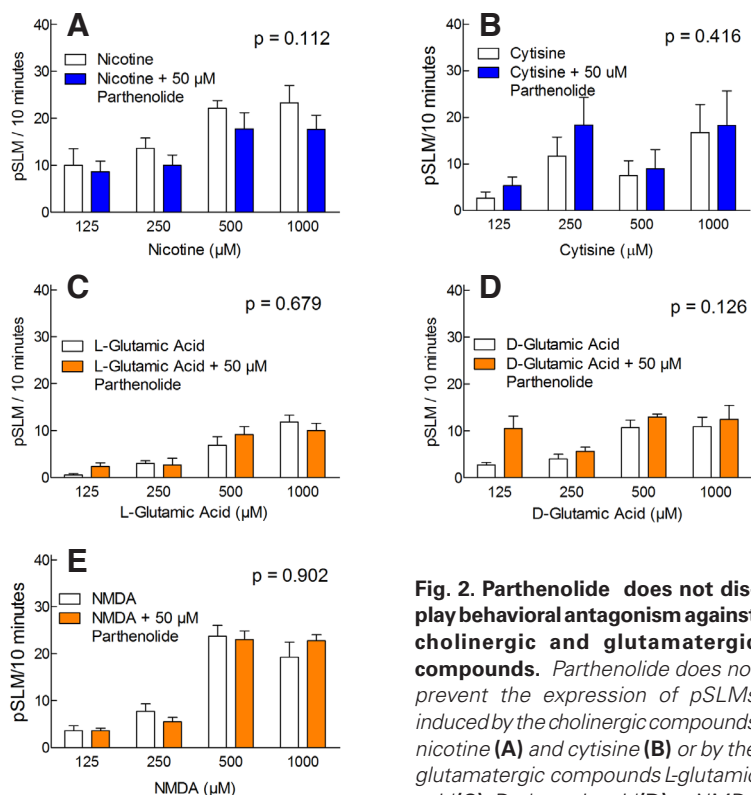 A
p = 0.112
Nicotine
Nicotine + 50 µM
Parthenolide
pSLM / 10 minutes
40
30
20
10
0
125 250 500 1000
Nicotine (µM)
B
p = 0.416
Cytisine
Cytisine + 50 uM
Parthenolide
pSLM/10 minutes
40
30
20
10
0
125 250 500 1000
Cytisine (µM)
C
p = 0.679
L-Glutamic Acid
L-Glutamic Acid + 50 µM
Parthenolide
pSLM / 10 minutes
40
30
20
10
0
125 250 500 1000
L-Glutamic Acid (µM)
D
p = 0.126
D-Glutamic Acid
D-Glutamic Acid + 50 µM
Parthenolide
pSLM / 10 minutes
40
30
20
10
0
125 250 500 1000
D-Glutamic Acid (µM)
E
p = 0.902
NMDA
NMDA + 50 µM
Parthenolide
pSLM/10 minutes
40
30
20
10
0
125 250 500 1000
NMDA (µM)
Fig. 2. Parthenolide does not dis
play behavioral antagonism against
cholinergic and glutamatergic
compounds. Parthenolide does no
prevent the expression of pSLMs
induced by the cholinergic compounds
nicotine (A) and cytisine (B) or by the
glutamatergic compounds L-glutamic